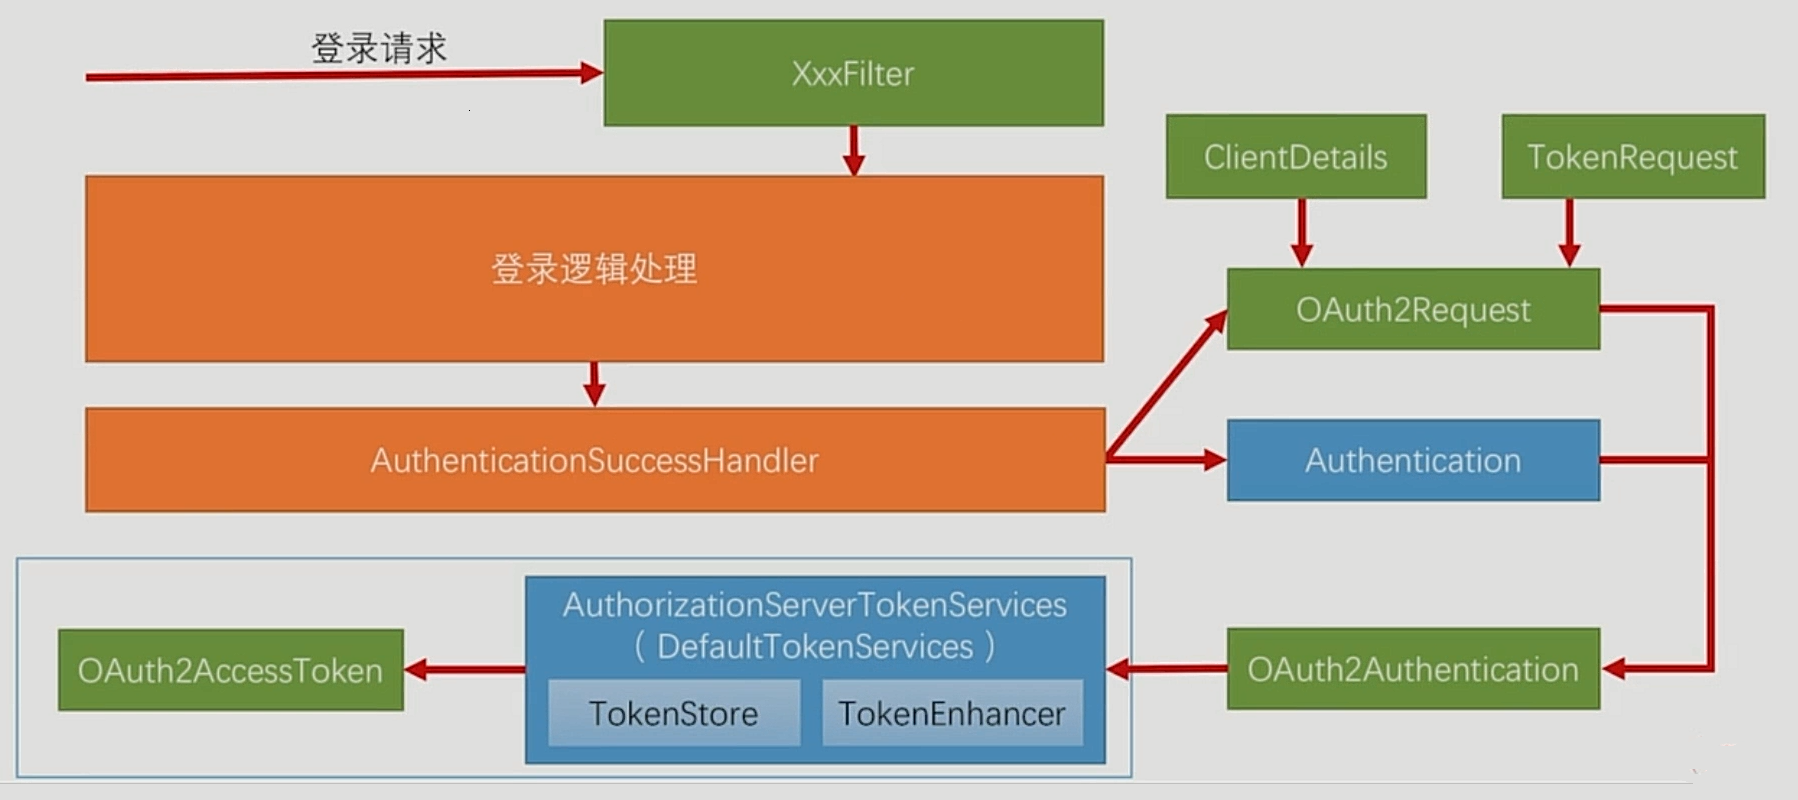 登录请求
XxxFilter
ClientDetails
TokenRequest
登录逻辑处理
OAuth2Request
AuthenticationSuccessHandler
Authentication
AuthorizationServerTokenServices
（ DefaultTokenServices ）
OAuth2AccessToken
OAuth2Authentication
TokenStore
TokenEnhancer